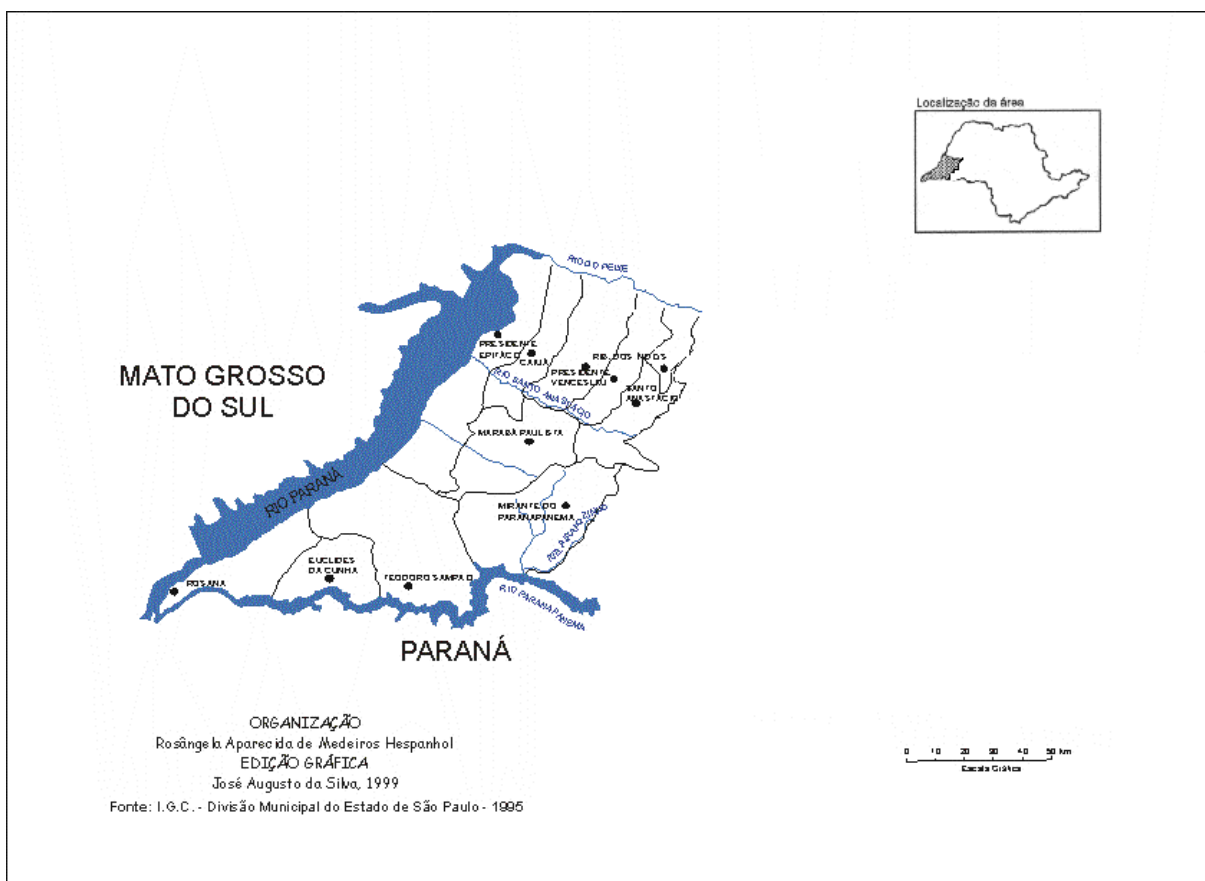 Localização da área
RIO DO PEIXE
PRESIDENTE
EPITÁCIO
CAIUÁ
RIB. DOS ÍNDIOS
PRESIDENTE
VENCESLAU
SANTO
ANASTÁCIO
RIO SANTO ANASTÁCIO
MATO GROSSO
DO SUL
MARABÁ PAULISTA
RIO PARANÁ
MIRANTE DO
PARANAPANEMA
EUCLIDES
DA CUNHA
TEODORO SAMPAIO
ROSANA
RIO PARANAPANEMA
PARANÁ
ORGANIZAÇÃO
Rosângela Aparecida de Medeiros Hespanhol
EDIÇÃO GRÁFICA
José Augusto da Silva, 1999
Fonte: I.G.C. - Divisão Municipal do Estado de São Paulo - 1995
0 10 20 30 40 50 km
Escala Gráfica